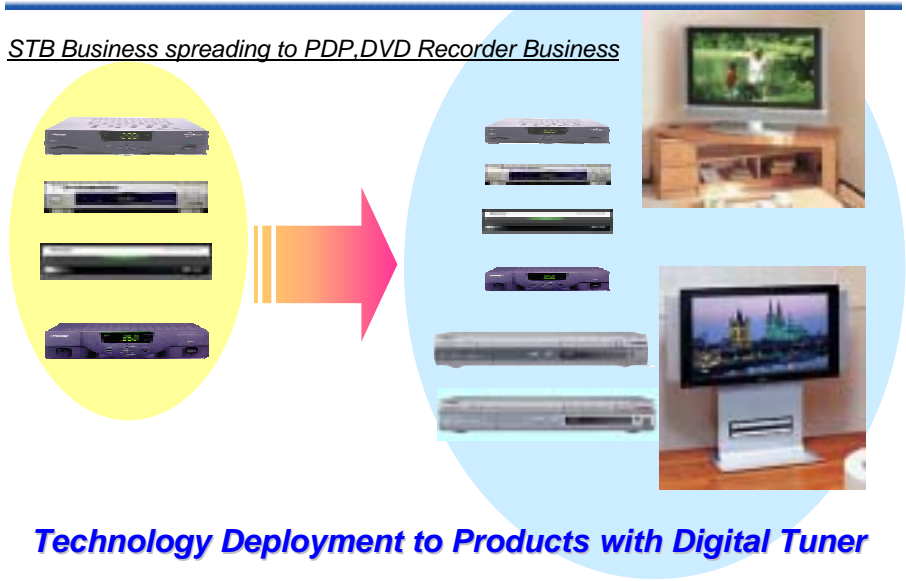 STB Business spreading to PDP,DVD Recorder Business
Technology Deployment to Products with Digital Tuner